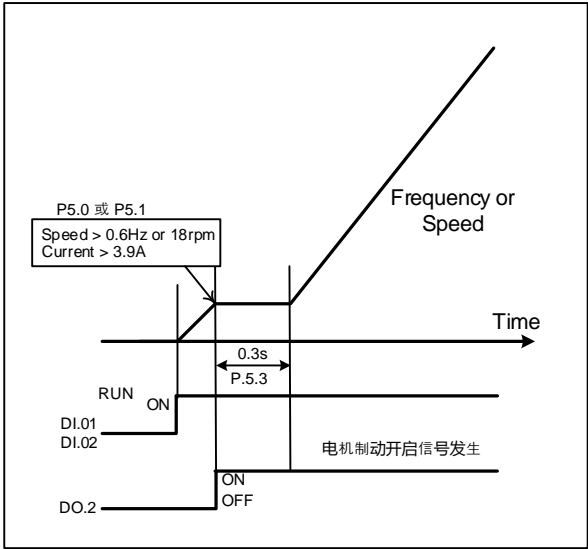 P5.0 或 P5.1
Speed > 0.6Hz or 18rpm
Current > 3.9A
Frequency or
Speed
Time
0.3s
P.5.3
RUN
ON
DI.01
DI.02
电机制动开启信号发生
ON
OFF
DO.2